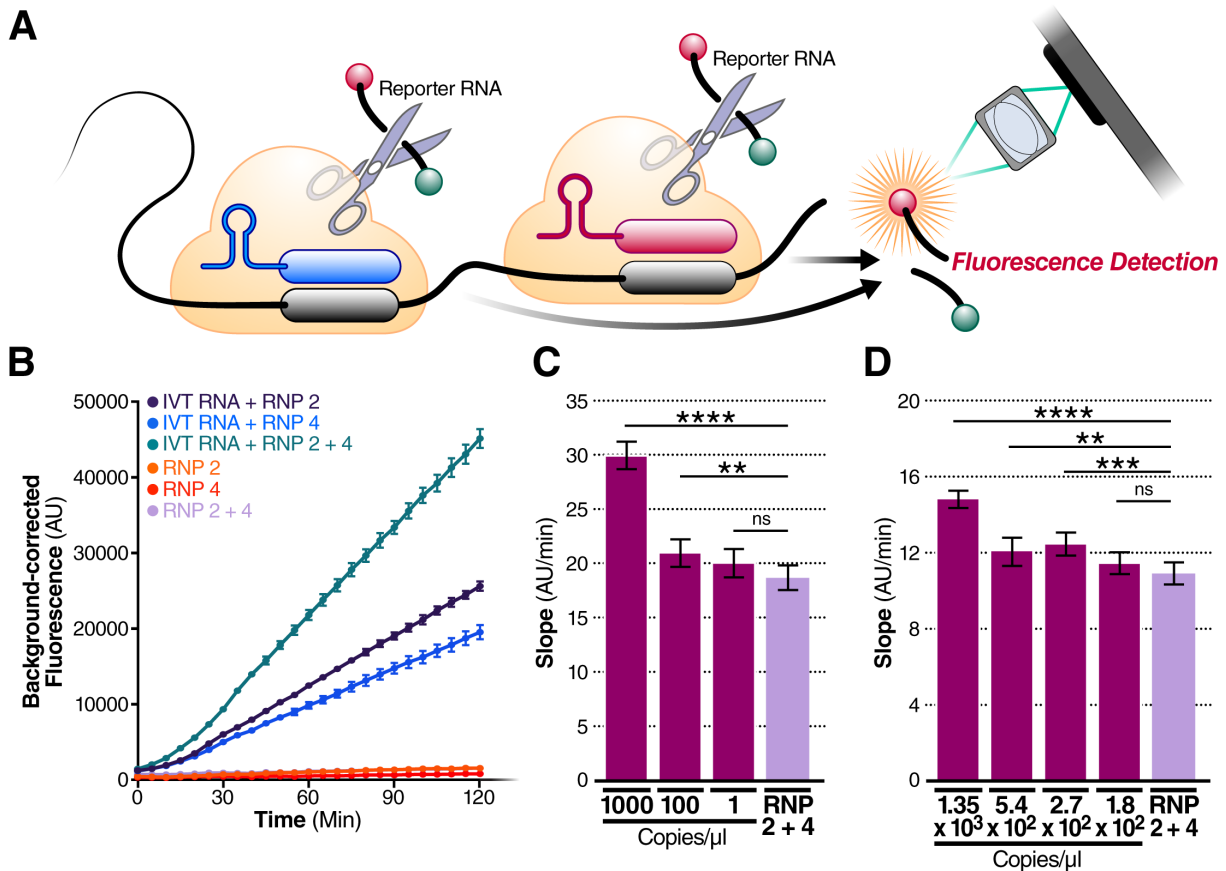 A
Reporter RNA
Reporter RNA
Fluorescence Detection
B
Background-corrected
Fluorescence (AU)
50000
40000
30000
20000
10000
0
IVT RNA + RNP 2
IVT RNA + RNP 4
IVT RNA + RNP 2 + 4
RNP 2
RNP 4
RNP 2 + 4
0 30 60 90 120
Time (Min)
C
Slope (AU/min)
35
30
25
20
15
10
5
0
****
**
ns
1000 100 1 RNP
2 + 4
Copies/µl
D
Slope (AU/min)
20
16
12
8
4
0
****
**
***
ns
1.35 5.4 2.7 1.8 RNP
x 10³ x 10² x 10² x 10² 2 + 4
Copies/µl